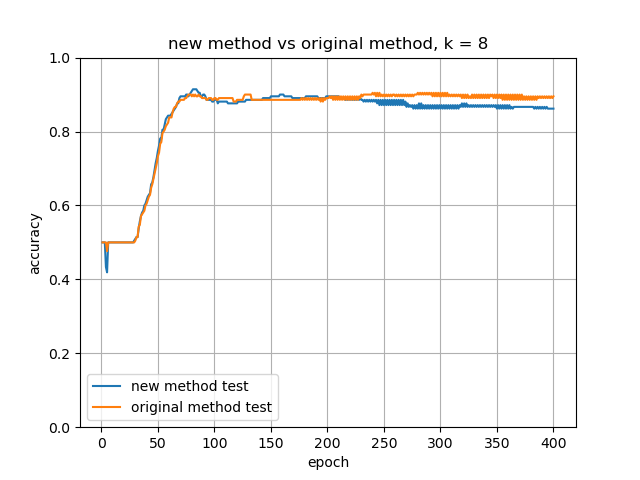 new method vs original method, k = 8
1.0
0.8
0.6
0.4
0.2
0.0
accuracy
new method test
original method test
0 50 100 150 200 250 300 350 400
epoch